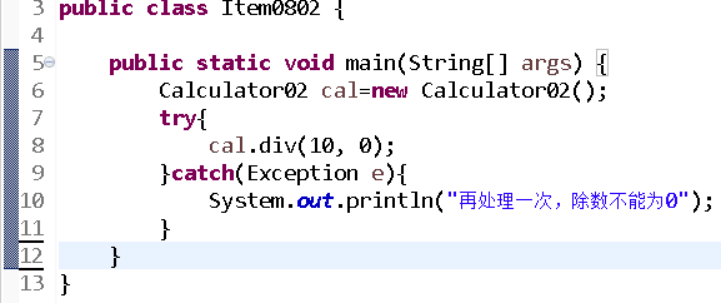 3 public class Item0802 {
4
5 public static void main(String[] args) {
6 Calculator02 cal=new Calculator02();
7 try{
8 cal.div(10, 0);
9 }catch(Exception e){
10 System.out.println("再处理一次，除数不能为0");
11 }
12 }
13 }